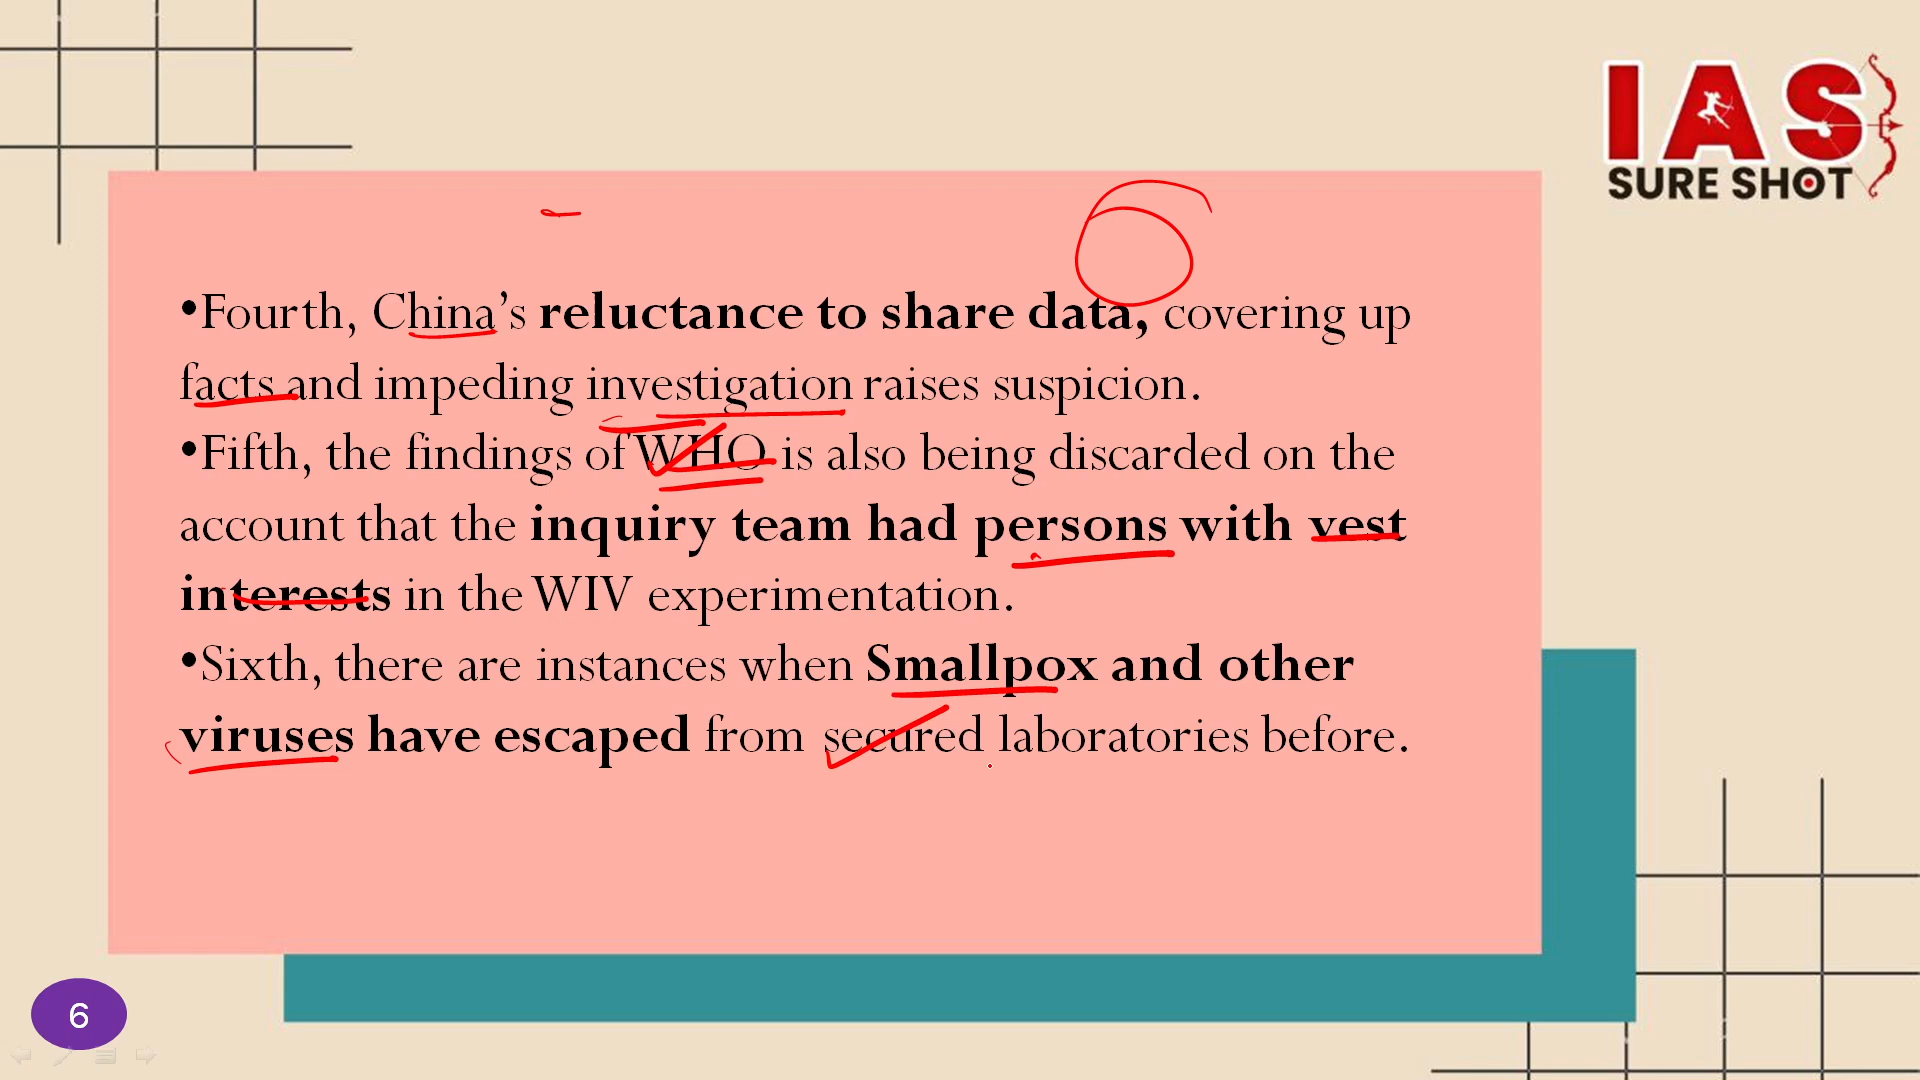 IAS
SURE SHOT
•Fourth, China’s reluctance to share data, covering up
facts and impeding investigation raises suspicion.
•Fifth, the findings of WHO is also being discarded on the
account that the inquiry team had persons with vest
interests in the WIV experimentation.
•Sixth, there are instances when Smallpox and other
viruses have escaped from secured laboratories before.
6